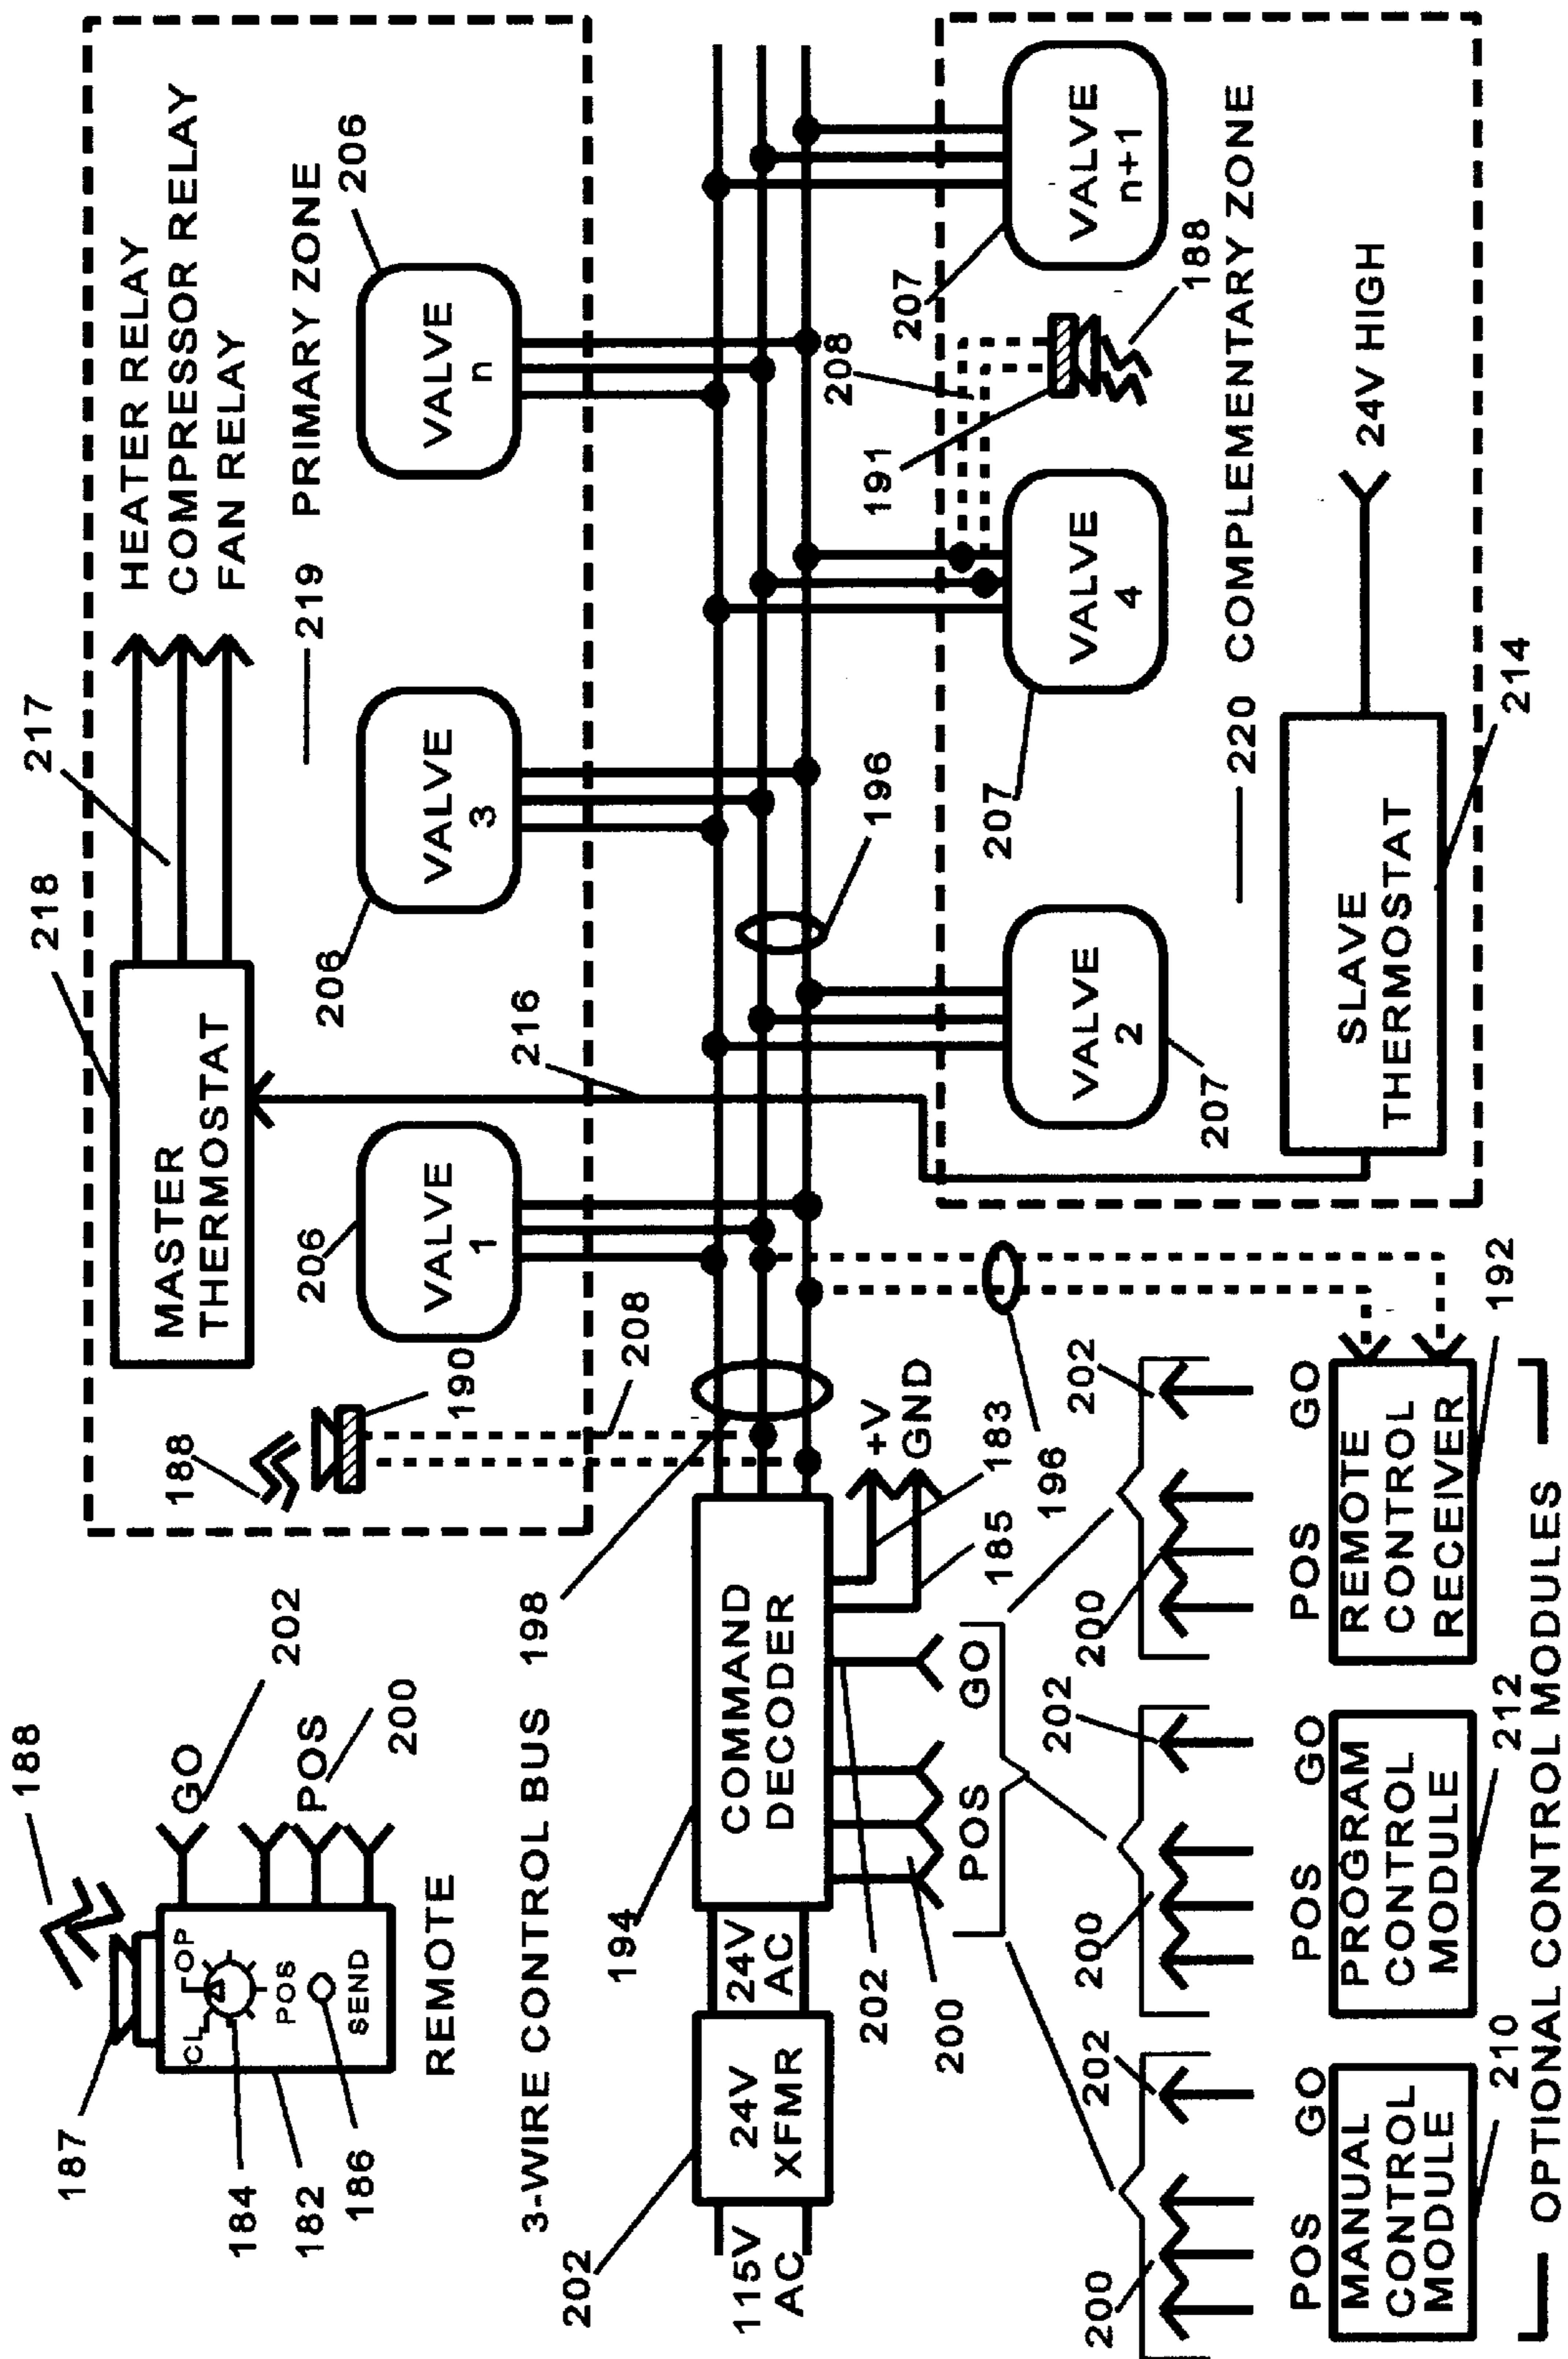 188
187
184
182
186
CL
OP
POS
SEND
REMOTE
GO
202
POS
200
3-WIRE CONTROL BUS 198
202
115V
AC
24V
XFMR
24V
AC
194
COMMAND
DECODER
202
200
POS
GO
185
183
+V
GND
196
188
190
208
218
MASTER
THERMOSTAT
217
HEATER RELAY
COMPRESSOR RELAY
FAN RELAY
219 PRIMARY ZONE
206
VALVE
1
206
VALVE
3
206
VALVE
n
216
196
207
VALVE
2
207
VALVE
4
207
VALVE
n+1
208
191
188
220 COMPLEMENTARY ZONE
24V HIGH
SLAVE
THERMOSTAT
214
200
202
POS
GO
MANUAL
CONTROL
MODULE
210
200
202
POS
GO
PROGRAM
CONTROL
MODULE
212
200
202
POS
GO
REMOTE
CONTROL
RECEIVER
192
OPTIONAL CONTROL MODULES